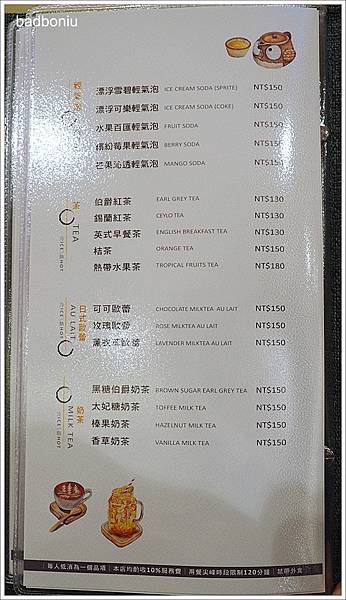 badboniu
輕美泡
漂浮雪碧輕氣泡 ICE CREAM SODA (SPRITE) NT$150
漂浮可樂輕氣泡 ICE CREAM SODA (COKE) NT$150
水果百匯輕氣泡 FRUIT SODA NT$150
繽紛莓果輕氣泡 BERRY SODA NT$150
芒果沁透輕氣泡 MANGO SODA NT$150
茶 TEA
ICE HOT
伯爵紅茶 EARL GREY TEA NT$130
錫蘭紅茶 CEYLO TEA NT$130
英式早餐茶 ENGLISH BREAKFAST TEA NT$130
桔茶 ORANGE TEA NT$150
熱帶水果茶 TROPICAL FRUITS TEA NT$180
日式歐蕾 AU LAIT
ICE HOT
可可歐蕾 CHOCOLATE MILKTEA AU LAIT NT$150
玫瑰歐蕾 ROSE MILKTEA AU LAIT NT$150
薰衣草歐蕾 LAVENDER MILKTEA AU LAIT NT$150
奶茶 MILK TEA
ICE HOT
黑糖伯爵奶茶 BROWN SUGAR EARL GREY TEA NT$150
太妃糖奶茶 TOFFEE MILK TEA NT$150
榛果奶茶 HAZELNUT MILK TEA NT$150
香草奶茶 VANILLA MILK TEA NT$150
｜每人低消為一個品項｜本店均酌收10%服務費｜用餐尖峰時段限制120分鐘｜禁帶外食｜